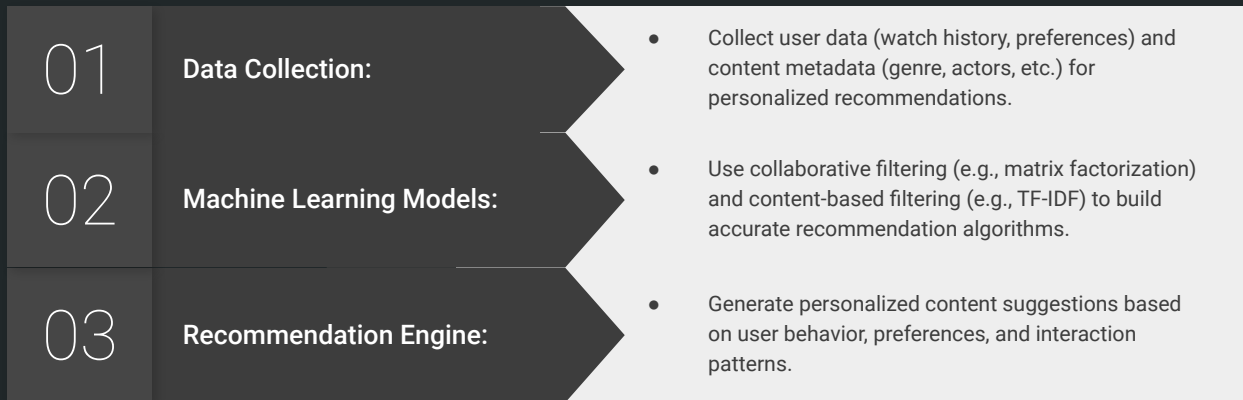 01
Data Collection:
● Collect user data (watch history, preferences) and
content metadata (genre, actors, etc.) for
personalized recommendations.
02
Machine Learning Models:
● Use collaborative filtering (e.g., matrix factorization)
and content-based filtering (e.g., TF-IDF) to build
accurate recommendation algorithms.
03
Recommendation Engine:
● Generate personalized content suggestions based
on user behavior, preferences, and interaction
patterns.